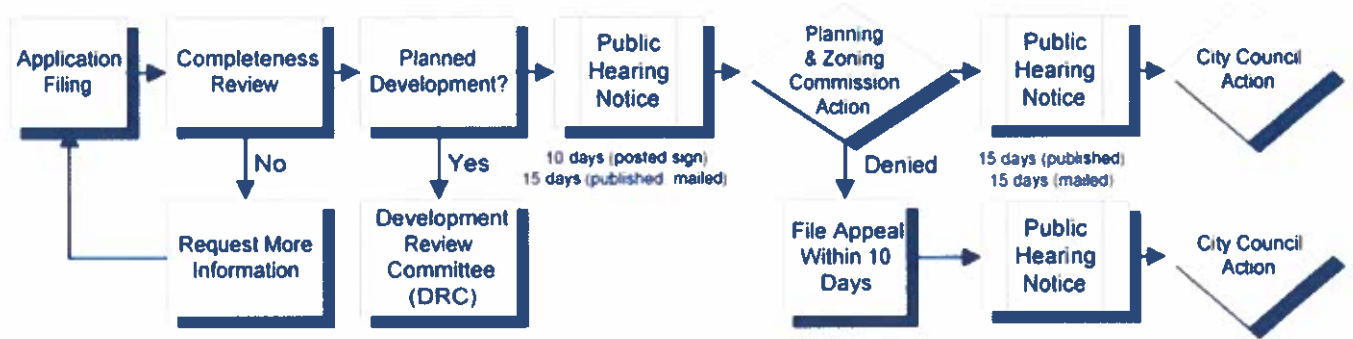 Application
Filing
Completeness
Review
Planned
Development?
Public
Hearing
Notice
Planning
& Zoning
Commission
Action
Public
Hearing
Notice
City Council
Action
No
Yes
10 days (posted sign)
15 days (published mailed)
Denied
15 days (published)
15 days (mailed)
Request More
Information
Development
Review
Committee
(DRC)
File Appeal
Within 10
Days
Public
Hearing
Notice
City Council
Action